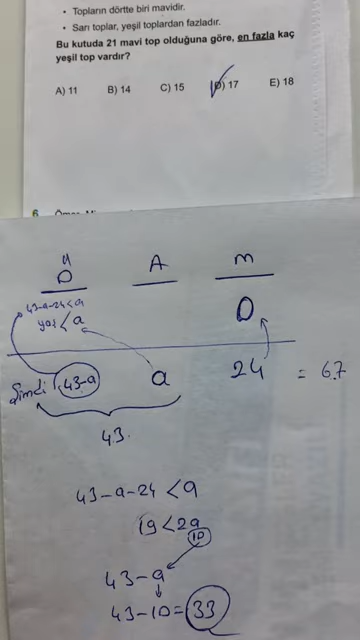 • Topların dörtte biri mavidir.
• Sarı toplar, yeşil toplardan fazladır.
Bu kutuda 21 mavi top olduğuna göre, en fazla kaç
yeşil top vardır?
A) 11 B) 14 C) 15 D) 17 E) 18
6
Ö A M
43-a-24<a
yaş<a
0
Şimdi 43-a a 24 = 67
43.
43-a-24<a
19<2a
10
43-a
43-10=33